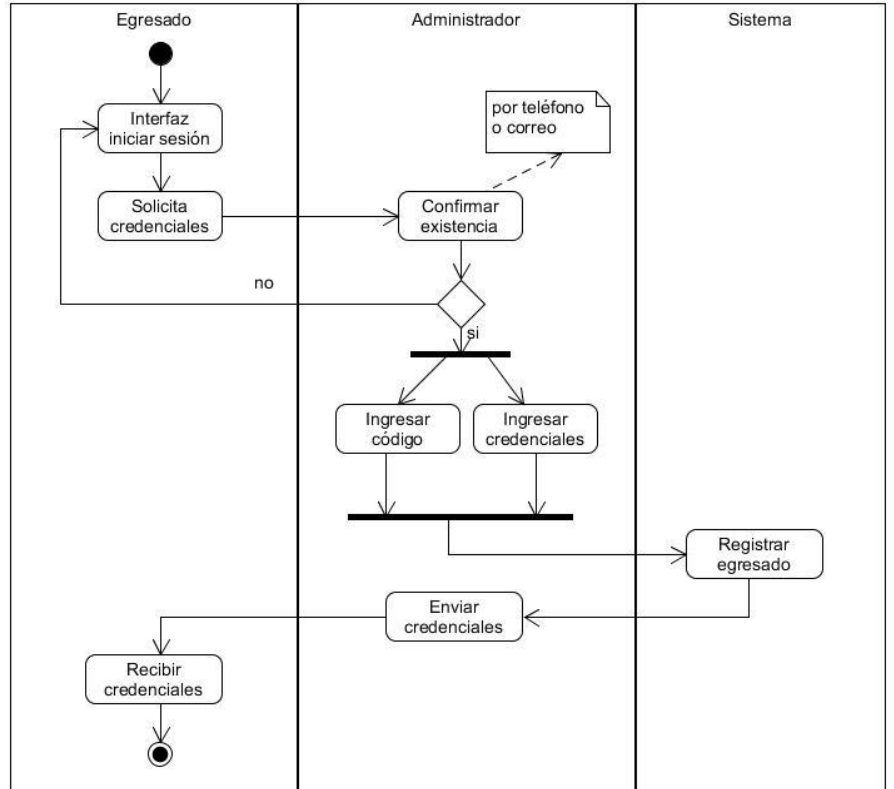 Egresado
Administrador
Sistema
Interfaz
iniciar sesión
por teléfono
o correo
Solicita
credenciales
Confirmar
existencia
no
si
Ingresar
código
Ingresar
credenciales
Registrar
egresado
Enviar
credenciales
Recibir
credenciales